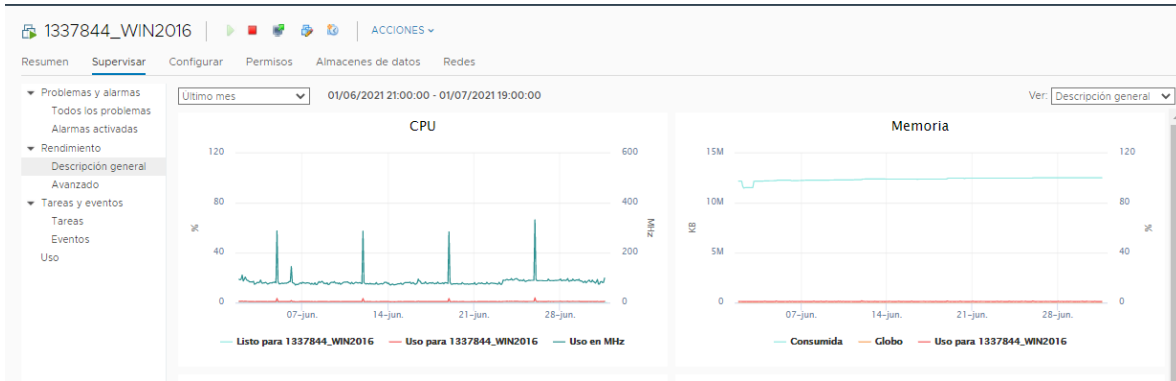 1337844_WIN2016
ACCIONES
Resumen Supervisar Configurar Permisos Almacenes de datos Redes
Problemas y alarmas
Todos los problemas
Alarmas activadas
Rendimiento
Descripción general
Avanzado
Tareas y eventos
Tareas
Eventos
Uso
Ultimo mes 01/06/2021 21:00:00 - 01/07/2021 19:00:00 Ver: Descripción general
CPU
120 600
80 400
% MHz
40 200
0 0
07-jun. 14-jun. 21-jun. 28-jun.
Listo para 1337844_WIN2016 Uso para 1337844_WIN2016 Uso en MHz
Memoria
15M 120
10M 80
KB %
5M 40
0 0
07-jun. 14-jun. 21-jun. 28-jun.
Consumida Globo Uso para 1337844_WIN2016